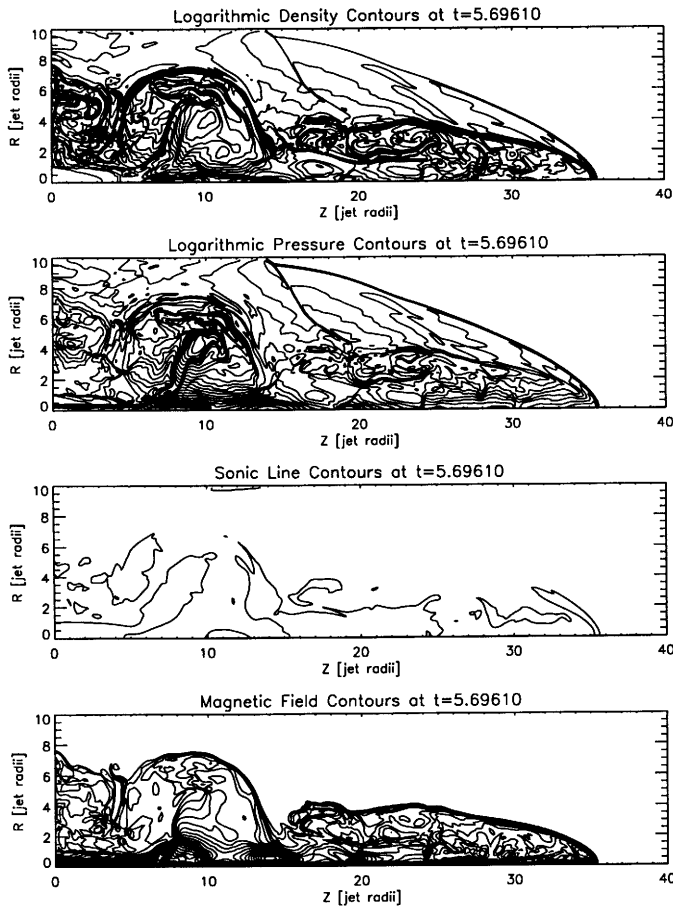 Logarithmic Density Contours at t=5.69610
10
8
6
4
2
0
R [jet radii]
0 10 20 30 40
Z [jet radii]
Logarithmic Pressure Contours at t=5.69610
10
8
6
4
2
0
R [jet radii]
0 10 20 30 40
Z [jet radii]
Sonic Line Contours at t=5.69610
10
8
6
4
2
0
R [jet radii]
0 10 20 30 40
Z [jet radii]
Magnetic Field Contours at t=5.69610
10
8
6
4
2
0
R [jet radii]
0 10 20 30 40
Z [jet radii]